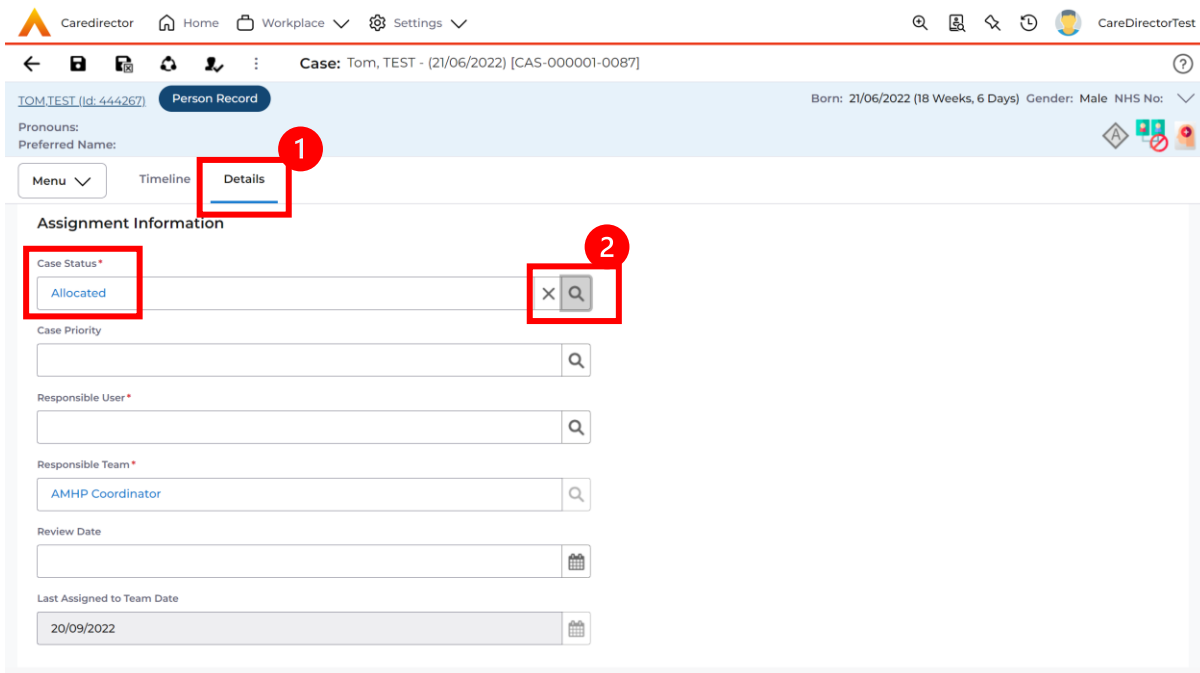 Caredirector Home Workplace Settings CareDirectorTest
Case: Tom, TEST - (21/06/2022) [CAS-000001-0087] ?
TOM,TEST (Id: 444267) Person Record Born: 21/06/2022 (18 Weeks, 6 Days) Gender: Male NHS No:
Pronouns:
Preferred Name:
A
1
Menu Timeline Details
Assignment Information
2
Case Status*
Allocated
Case Priority
Responsible User*
Responsible Team*
AMHP Coordinator
Review Date
Last Assigned to Team Date
20/09/2022